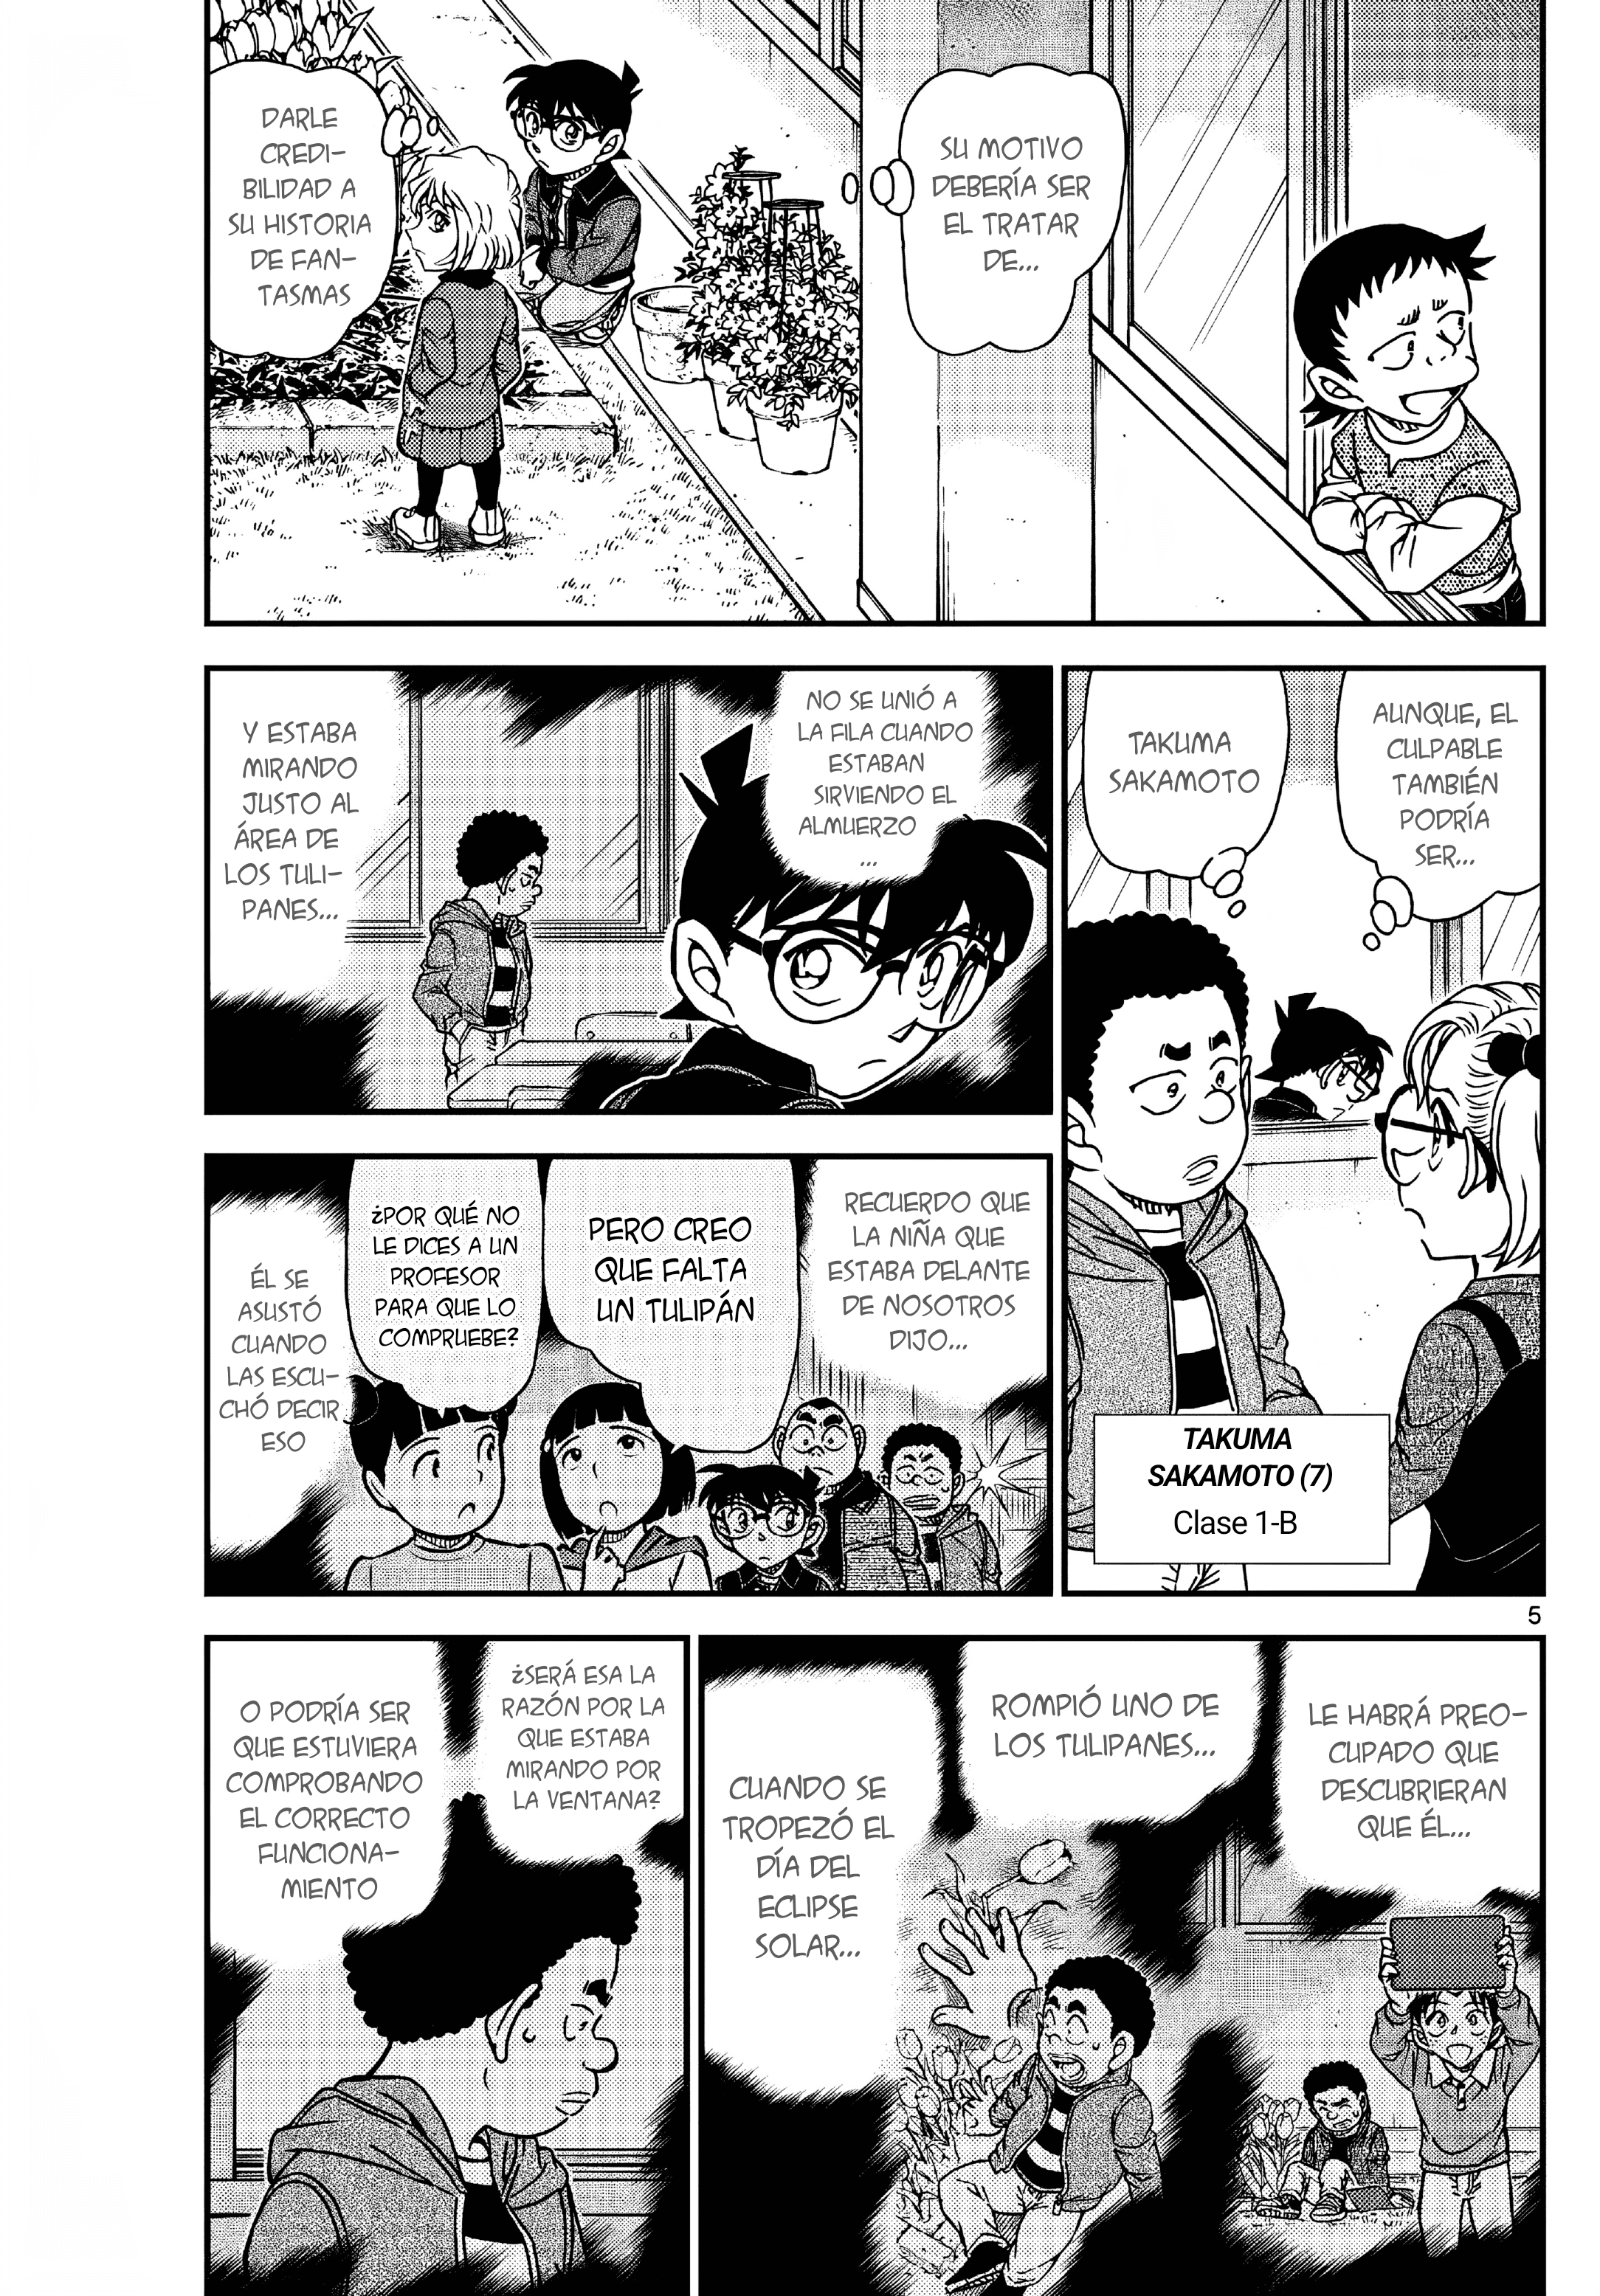 SU MOTIVO
DEBERÍA SER
EL TRATAR
DE...
DARLE
CREDI-
BILIDAD A
SU HISTORIA
DE FAN-
TASMAS
AUNQUE, EL
CULPABLE
TAMBIÉN
PODRÍA
SER...
TAKUMA
SAKAMOTO
TAKUMA
SAKAMOTO (7)
Clase 1-B
NO SE UNIÓ A
LA FILA CUANDO
ESTABAN
SIRVIENDO EL
ALMUERZO
...
Y ESTABA
MIRANDO
JUSTO AL
ÁREA DE
LOS TULI-
PANES...
RECUERDO QUE
LA NIÑA QUE
ESTABA DELANTE
DE NOSOTROS
DIJO...
PERO CREO
QUE FALTA
UN TULIPÁN
¿POR QUÉ NO
LE DICES A UN
PROFESOR
PARA QUE LO
COMPRUEBE?
ÉL SE
ASUSTÓ
CUANDO
LAS ESCU-
CHÓ DECIR
ESO
5
LE HABRÁ PREO-
CUPADO QUE
DESCUBRIERAN
QUE ÉL...
ROMPIÓ UNO DE
LOS TULIPANES...
CUANDO SE
TROPEZÓ EL
DÍA DEL
ECLIPSE
SOLAR...
¿SERÁ ESA LA
RAZÓN POR LA
QUE ESTABA
MIRANDO POR
LA VENTANA?
O PODRÍA SER
QUE ESTUVIERA
COMPROBANDO
EL CORRECTO
FUNCIONA-
MIENTO